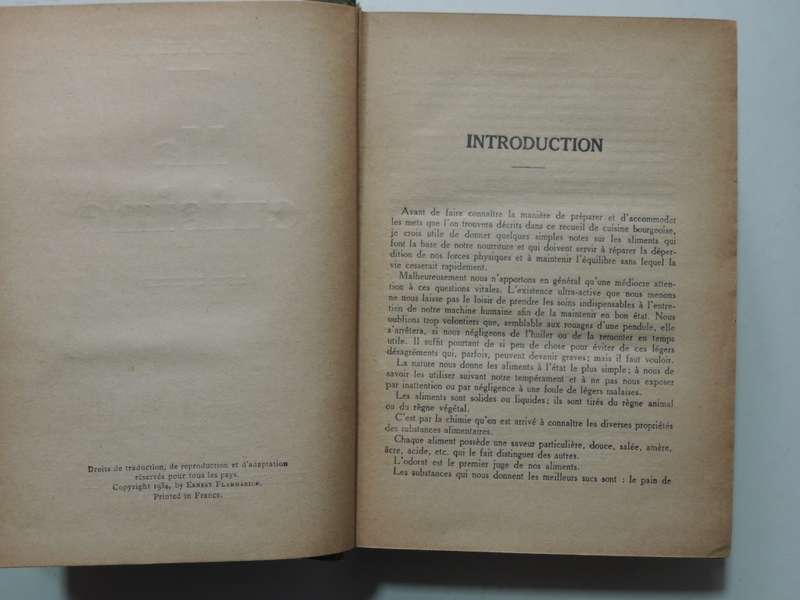 Droits de traduction, de reproduction et d'adaptation
réservés pour tous les pays.
Copyright 1934, by ERNEST FLAMMARION.
Printed in France.
INTRODUCTION
Avant de faire connaître la manière de préparer et d'accommoder
les mets que l'on trouvera décrits dans ce recueil de cuisine bourgeoise,
je crois utile de donner quelques simples notes sur les aliments qui
font la base de notre nourriture et qui doivent servir à réparer la déper-
dition de nos forces physiques et à maintenir l'équilibre sans lequel la
vie cesserait rapidement.
Malheureusement nous n'apportons en général qu'une médiocre atten-
tion à ces questions vitales. L'existence ultra-active que nous menons
ne nous laisse pas le loisir de prendre les soins indispensables à l'entre-
tien de notre machine humaine afin de la maintenir en bon état. Nous
oublions trop volontiers que, semblable aux rouages d'une pendule, elle
s'arrêtera, si nous négligeons de l'huiler ou de la remonter en temps
utile. Il suffit pourtant de si peu de chose pour éviter de ces légers
désagréments qui, parfois, peuvent devenir graves; mais il faut vouloir.
La nature nous donne les aliments à l'état le plus simple; à nous de
savoir les utiliser suivant notre tempérament et à ne pas nous exposer
par inattention ou par négligence à une foule de légers malaises.
Les aliments sont solides ou liquides; ils sont tirés du règne animal
ou du règne végétal.
C'est par la chimie qu'on est arrivé à connaître les diverses propriétés
des substances alimentaires.
Chaque aliment possède une saveur particulière, douce, salée, amère,
âcre, acide, etc. qui le fait distinguer des autres.
L'odorat est le premier juge de nos aliments.
Les substances qui nous donnent les meilleurs sucs sont : le pain de